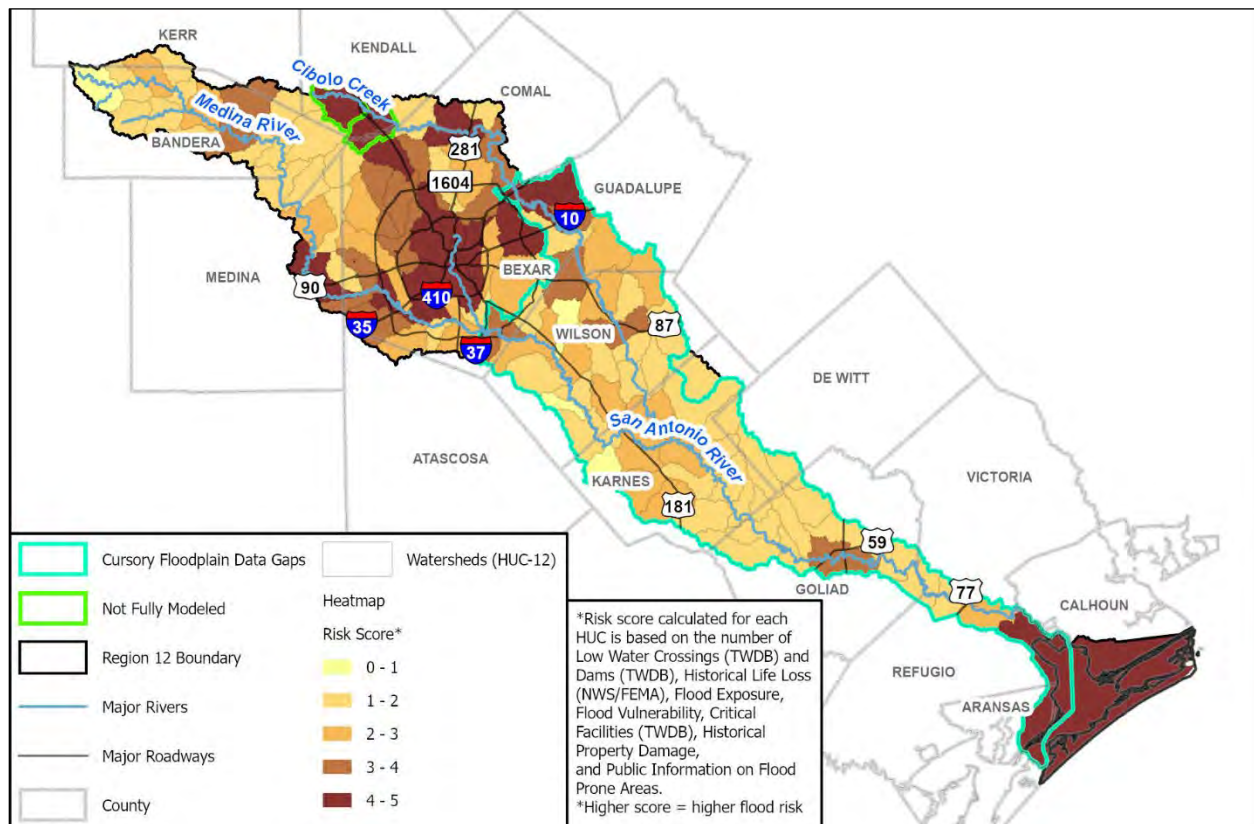 KERR
KENDALL
COMAL
Cibolo Creek
Medina River
BANDERA
281
1604
GUADALUPE
10
MEDINA
BEXAR
90
410
35
37
WILSON
87
DE WITT
San Antonio River
ATASCOSA
VICTORIA
KARNES
181
59
GOLIAD
77
CALHOUN
REFUGIO
ARANSAS
Cursory Floodplain Data Gaps
Not Fully Modeled
Region 12 Boundary
Major Rivers
Major Roadways
County
Watersheds (HUC-12)
Heatmap
Risk Score*
0 - 1
1 - 2
2 - 3
3 - 4
4 - 5
*Risk score calculated for each
HUC is based on the number of
Low Water Crossings (TWDB) and
Dams (TWDB), Historical Life Loss
(NWS/FEMA), Flood Exposure,
Flood Vulnerability, Critical
Facilities (TWDB), Historical
Property Damage,
and Public Information on Flood
Prone Areas.
*Higher score = higher flood risk